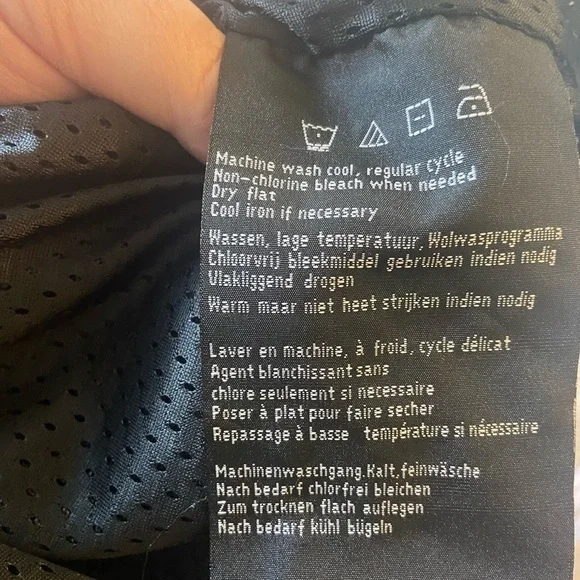 Machine wash cool, regular cycle
Non-chlorine bleach when needed
Dry flat
Cool iron if necessary
Wassen, lage temperatuur, Wolwasprogramma
Chloorvrij bleekmiddel gebruiken indien nodig
Vlakliggend drogen
Warm maar niet heet strijken indien nodig
Laver en machine, à froid, cycle délicat
Agent blanchissant sans
chlore seulement si necessaire
Poser à plat pour faire secher
Repassage à basse température si nécessaire
Machinenwaschgang.Kalt,feinwäsche
Nach bedarf chlorfrei bleichen
Zum trocknen flach auflegen
Nach bedarf kühl bügeln